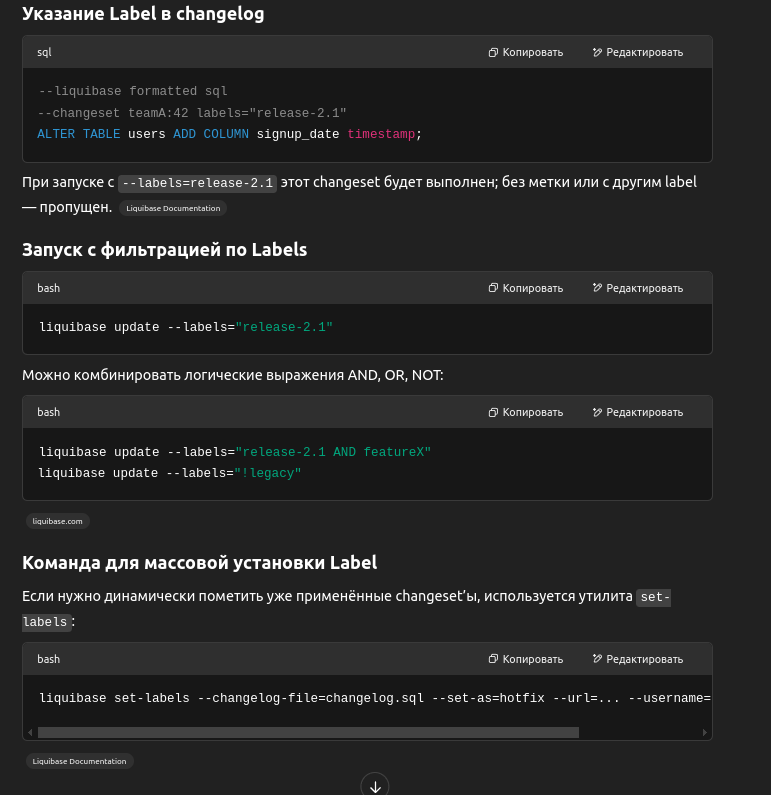 Указание Label в changelog
sql
Копировать
Редактировать
--liquibase formatted sql
--changeset teamA:42 labels="release-2.1"
ALTER TABLE users ADD COLUMN signup_date timestamp;
При запуске с --labels=release-2.1 этот changeset будет выполнен; без метки или с другим label
— пропущен. Liquibase Documentation
Запуск с фильтрацией по Labels
bash
Копировать
Редактировать
liquibase update --labels="release-2.1"
Можно комбинировать логические выражения AND, OR, NOT:
bash
Копировать
Редактировать
liquibase update --labels="release-2.1 AND featureX"
liquibase update --labels="!legacy"
liquibase.com
Команда для массовой установки Label
Если нужно динамически пометить уже применённые changeset’ы, используется утилита set-
labels:
bash
Копировать
Редактировать
liquibase set-labels --changelog-file=changelog.sql --set-as=hotfix --url=... --username=
Liquibase Documentation